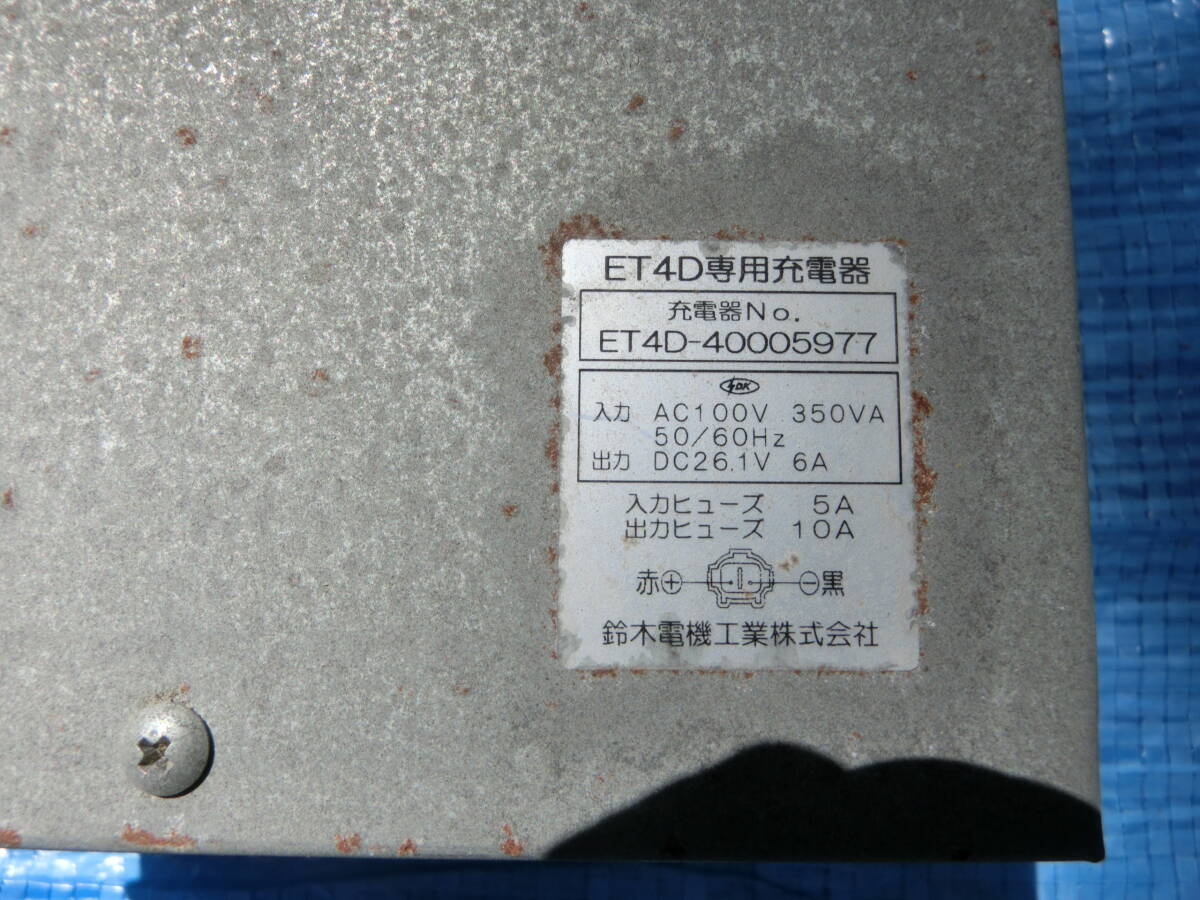 ET4D専用充電器
充電器No.
ET4D-40005977
SDK
入力 AC100V 350VA
50/60Hz
出力 DC26.1V 6A
入力ヒューズ 5A
出力ヒューズ 10A
赤⊕ ⊖黒
鈴木電機工業株式会社